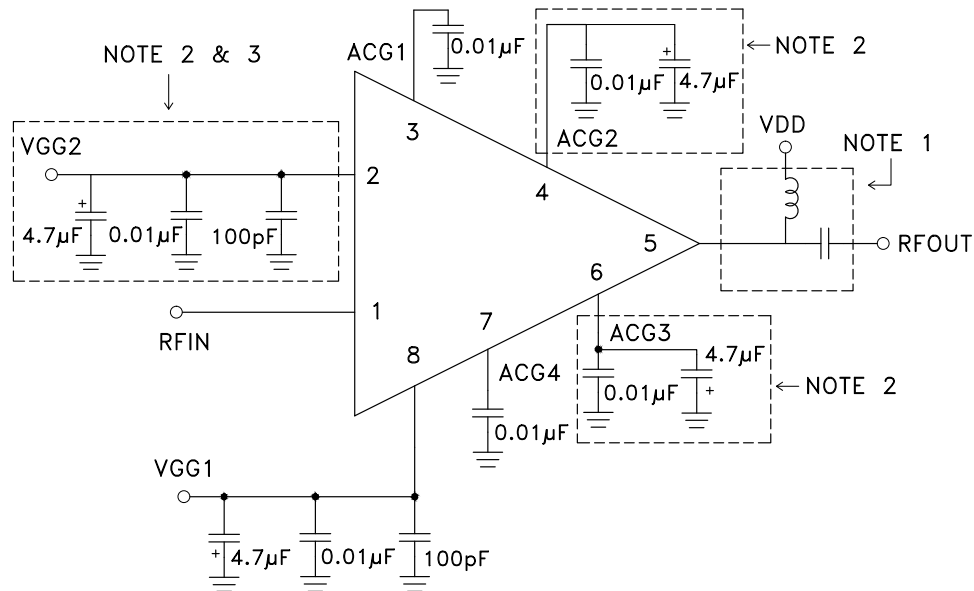 ACG1
0.01µF
NOTE 2 & 3
NOTE 2
+
0.01µF
4.7µF
ACG2
VDD
NOTE 1
VGG2
3
2
4
+
4.7µF
0.01µF
100pF
5
RFOUT
6
1
RFIN
7
8
ACG3
4.7µF
ACG4
0.01µF
+
NOTE 2
0.01µF
VGG1
+
4.7µF
0.01µF
100pF